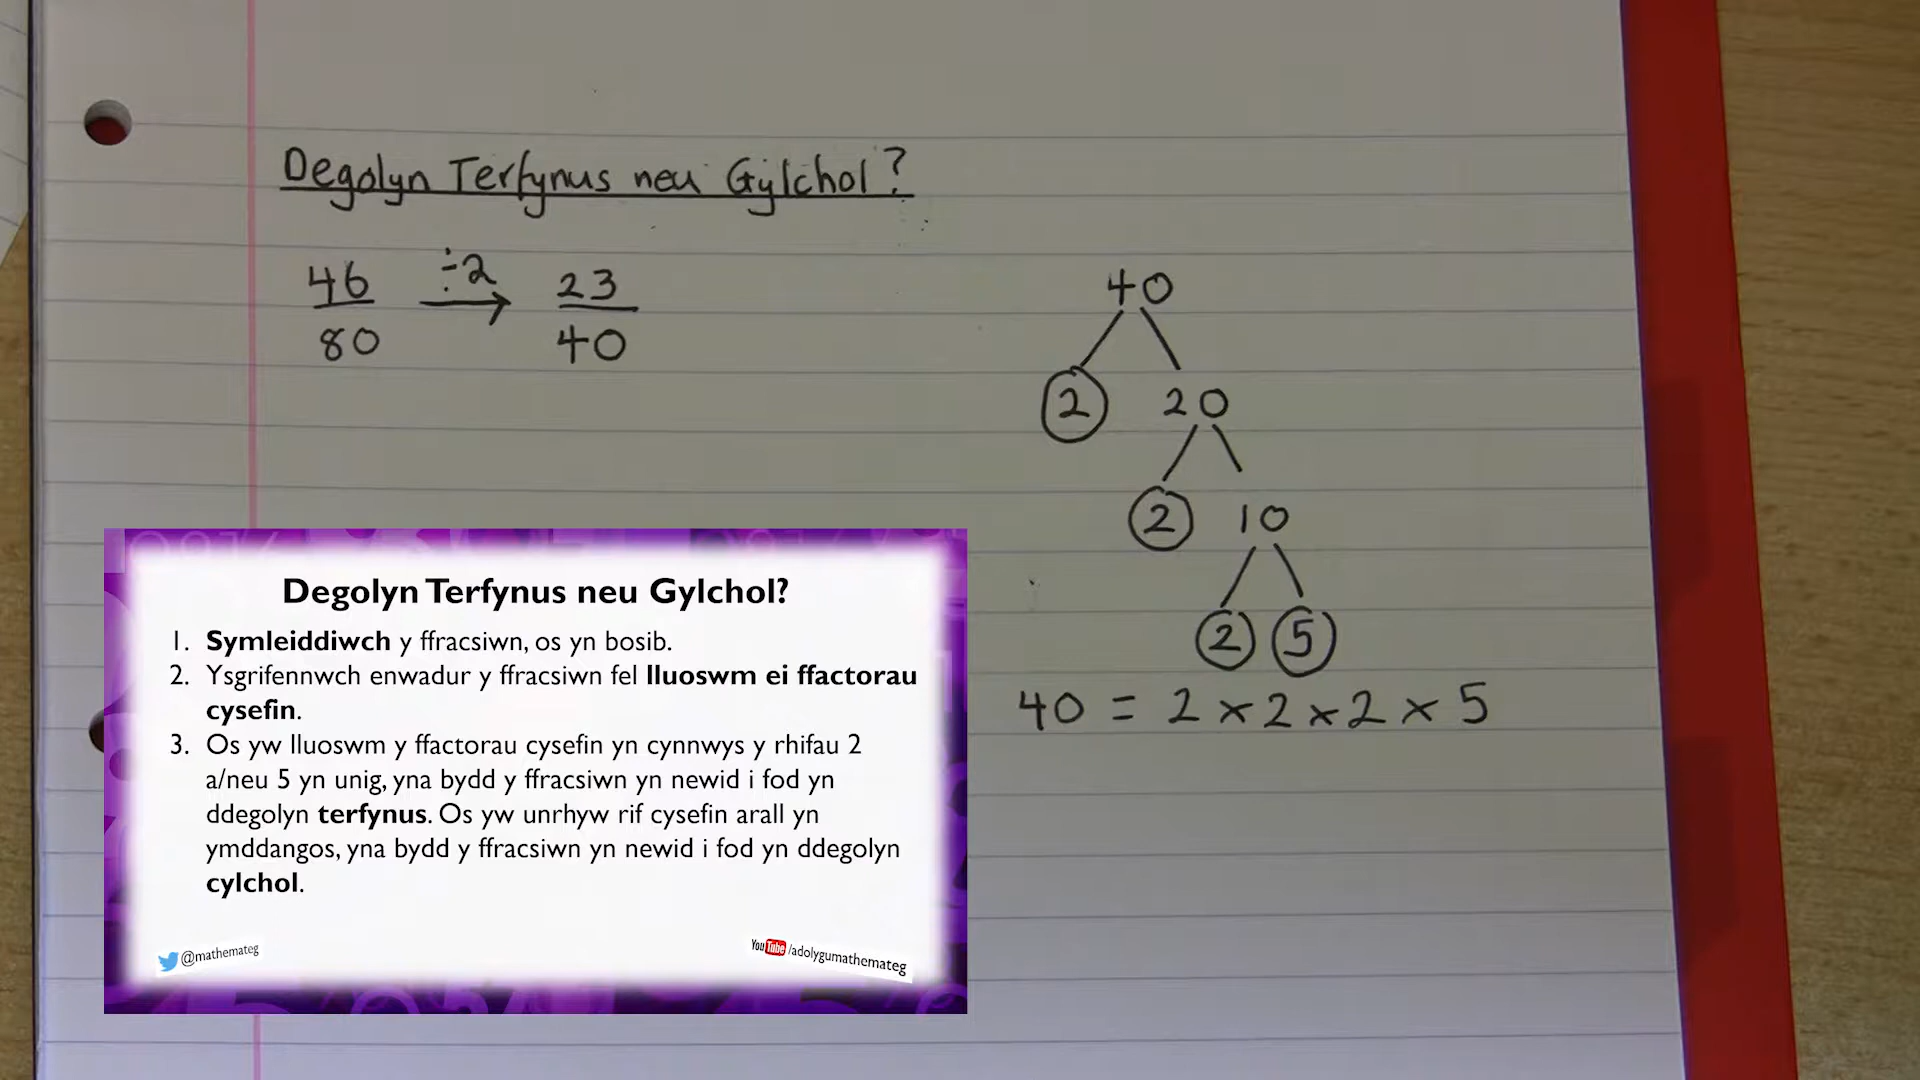 Degolyn Terfynus neu Gylchol?
46/80 ÷2→ 23/40
40
2 20
2 10
2 5
40 = 2 × 2 × 2 × 5
Degolyn Terfynus neu Gylchol?
1. Symleiddiwch y ffracsiwn, os yn bosib.
2. Ysgrifennwch enwadur y ffracsiwn fel lluoswm ei ffactorau
cysefin.
3. Os yw lluoswm y ffactorau cysefin yn cynnwys y rhifau 2
a/neu 5 yn unig, yna bydd y ffracsiwn yn newid i fod yn
ddegolyn terfynus. Os yw unrhyw rif cysefin arall yn
ymddangos, yna bydd y ffracsiwn yn newid i fod yn ddegolyn
cylchol.
@mathemateg
YouTube /adolygumathemateg